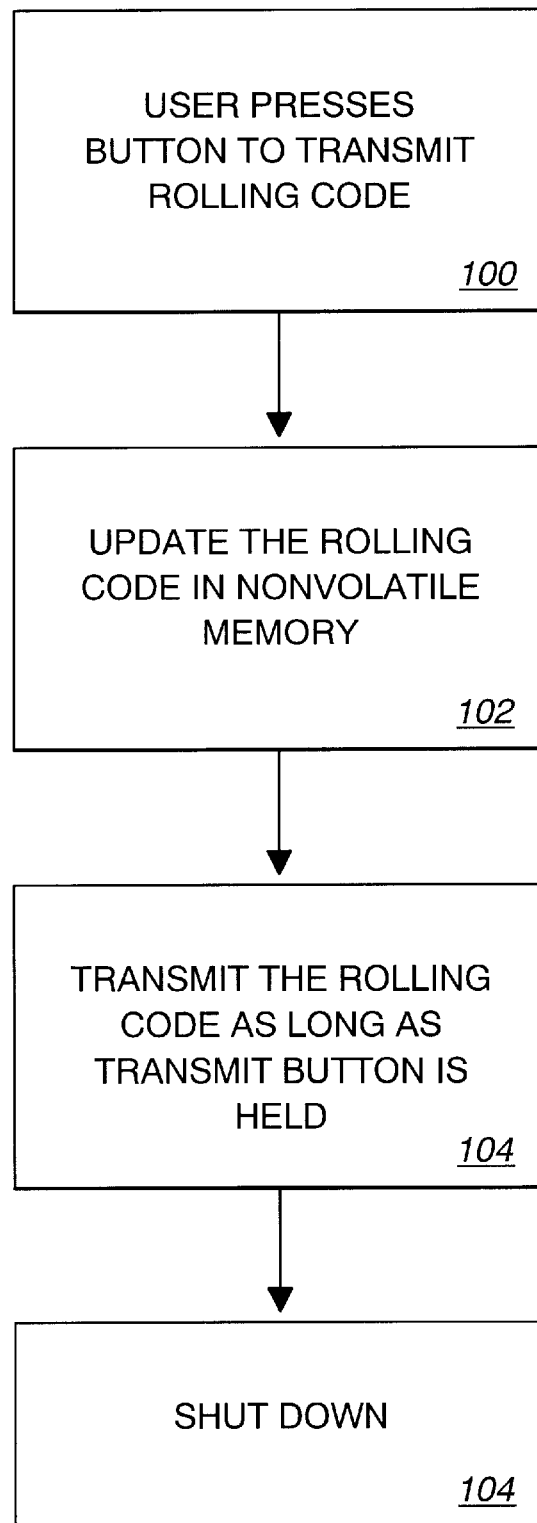 USER PRESSES
BUTTON TO TRANSMIT
ROLLING CODE
100
UPDATE THE ROLLING
CODE IN NONVOLATILE
MEMORY
102
TRANSMIT THE ROLLING
CODE AS LONG AS
TRANSMIT BUTTON IS
HELD
104
SHUT DOWN
104